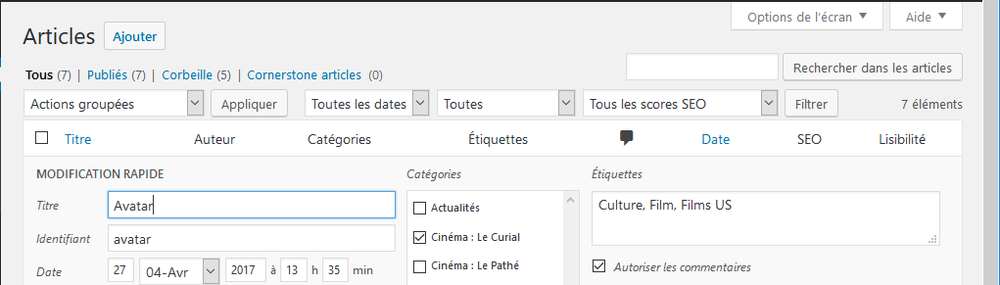 Options de l'écran ▼ Aide ▼
Articles Ajouter
Tous (7) | Publiés (7) | Corbeille (5) | Cornerstone articles (0)
Rechercher dans les articles
Actions groupées Appliquer Toutes les dates Toutes Tous les scores SEO Filtrer 7 éléments
Titre Auteur Catégories Étiquettes Date SEO Lisibilité
MODIFICATION RAPIDE Catégories Étiquettes
Titre Avatar Actualités Culture, Film, Films US
Identifiant avatar Cinéma : Le Curial
Date 27 04-Avr 2017 à 13 h 35 min Cinéma : Le Pathé Autoriser les commentaires